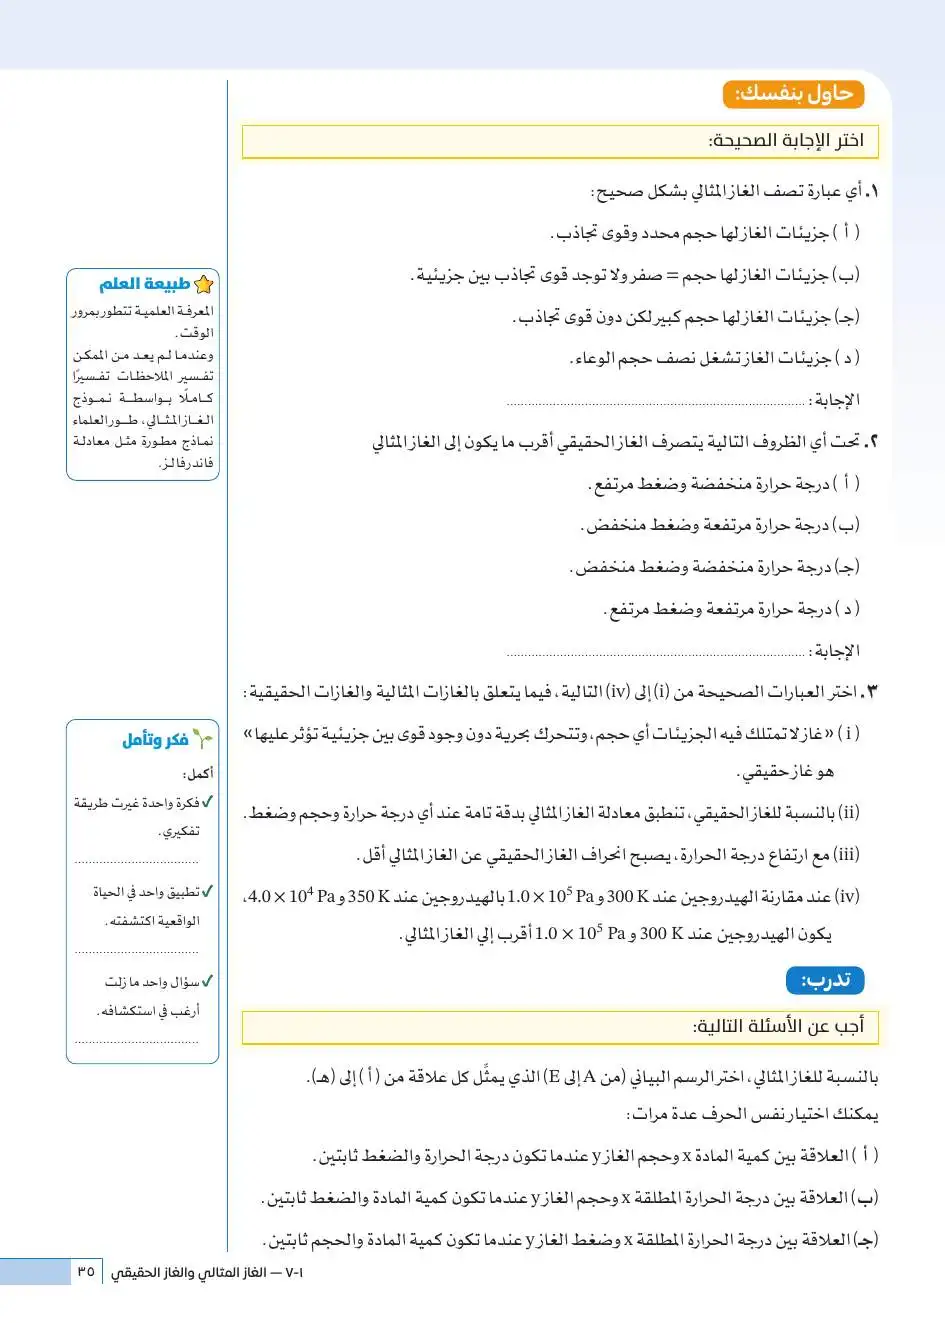 حاول بنفسك:
اختر الإجابة الصحيحة:
١. أي عبارة تصف الغاز المثالي بشكل صحيح:
( أ ) جزيئات الغاز لها حجم محدد وقوى تجاذب.
(ب) جزيئات الغاز لها حجم = صفر ولا توجد قوى تجاذب بين جزيئية.
(جـ) جزيئات الغاز لها حجم كبير لكن دون قوى تجاذب.
( د ) جزيئات الغاز تشغل نصف حجم الوعاء.
الإجابة: ................................................................
٢. تحت أي الظروف التالية يتصرف الغاز الحقيقي أقرب ما يكون إلى الغاز المثالي
( أ ) درجة حرارة منخفضة وضغط مرتفع.
(ب) درجة حرارة مرتفعة وضغط منخفض.
(جـ) درجة حرارة منخفضة وضغط منخفض.
( د ) درجة حرارة مرتفعة وضغط مرتفع.
الإجابة: ................................................................
٣. اختر العبارات الصحيحة من (i) إلى (iv) التالية، فيما يتعلق بالغازات المثالية والغازات الحقيقية:
( i ) «غاز لا تمتلك فيه الجزيئات أي حجم، وتتحرك بحرية دون وجود قوى بين جزيئية تؤثر عليها»
هو غاز حقيقي.
(ii) بالنسبة للغاز الحقيقي، تنطبق معادلة الغاز المثالي بدقة تامة عند أي درجة حرارة وحجم وضغط.
(iii) مع ارتفاع درجة الحرارة، يصبح انحراف الغاز الحقيقي عن الغاز المثالي أقل.
(iv) عند مقارنة الهيدروجين عند 300 K و 1.0 × 10⁵ Pa بالهيدروجين عند 350 K و 4.0 × 10⁴ Pa،
يكون الهيدروجين عند 300 K و 1.0 × 10⁵ Pa أقرب إلي الغاز المثالي.
تدرب:
أجب عن الأسئلة التالية:
بالنسبة للغاز المثالي، اختر الرسم البياني (من A إلى E) الذي يمثِّل كل علاقة من ( أ ) إلى (هـ).
يمكنك اختيار نفس الحرف عدة مرات:
( أ ) العلاقة بين كمية المادة x وحجم الغاز y عندما تكون درجة الحرارة والضغط ثابتين.
(ب) العلاقة بين درجة الحرارة المطلقة x وحجم الغاز y عندما تكون كمية المادة والضغط ثابتين.
(جـ) العلاقة بين درجة الحرارة المطلقة x وضغط الغاز y عندما تكون كمية المادة والحجم ثابتين.
طبيعة العلم
المعرفة العلمية تتطور بمرور
الوقت.
وعندما لم يعد من الممكن
تفسير الملاحظات تفسيرًا
كاملًا بواسطة نموذج
الغاز المثالي، طور العلماء
نماذج مطورة مثل معادلة
فاندرفالز.
فكر وتأمل
أكمل:
✓ فكرة واحدة غيرت طريقة
تفكيري.
....................................
✓ تطبيق واحد في الحياة
الواقعية اكتشفته.
....................................
✓ سؤال واحد ما زلت
أرغب في استكشافه.
....................................
١-٧ — الغاز المثالي والغاز الحقيقي
٣٥